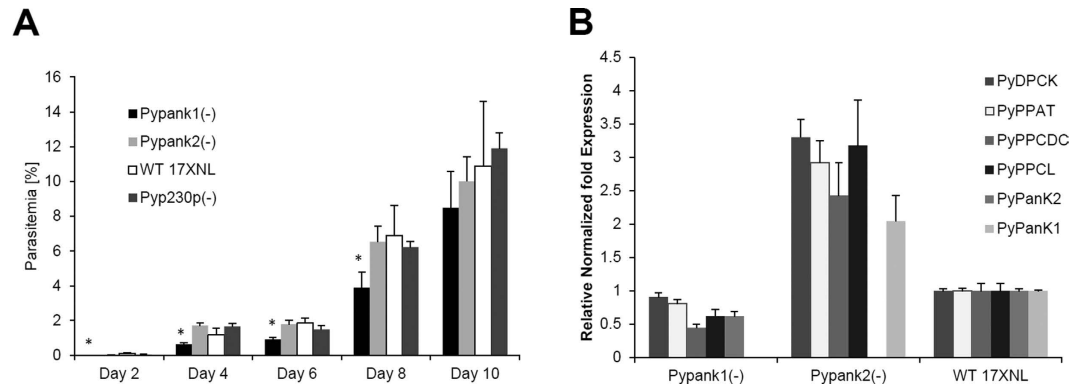 A
Parasitemia [%]
16
14
12
10
8
6
4
2
0
Pypank1(-)
Pypank2(-)
WT 17XNL
Pyp230p(-)
*
*
*
*
Day 2
Day 4
Day 6
Day 8
Day 10
B
Relative Normalized fold Expression
4.5
4
3.5
3
2.5
2
1.5
1
0.5
0
PyDPCK
PyPPAT
PyPPCDC
PyPPCL
PyPanK2
PyPanK1
Pypank1(-)
Pypank2(-)
WT 17XNL